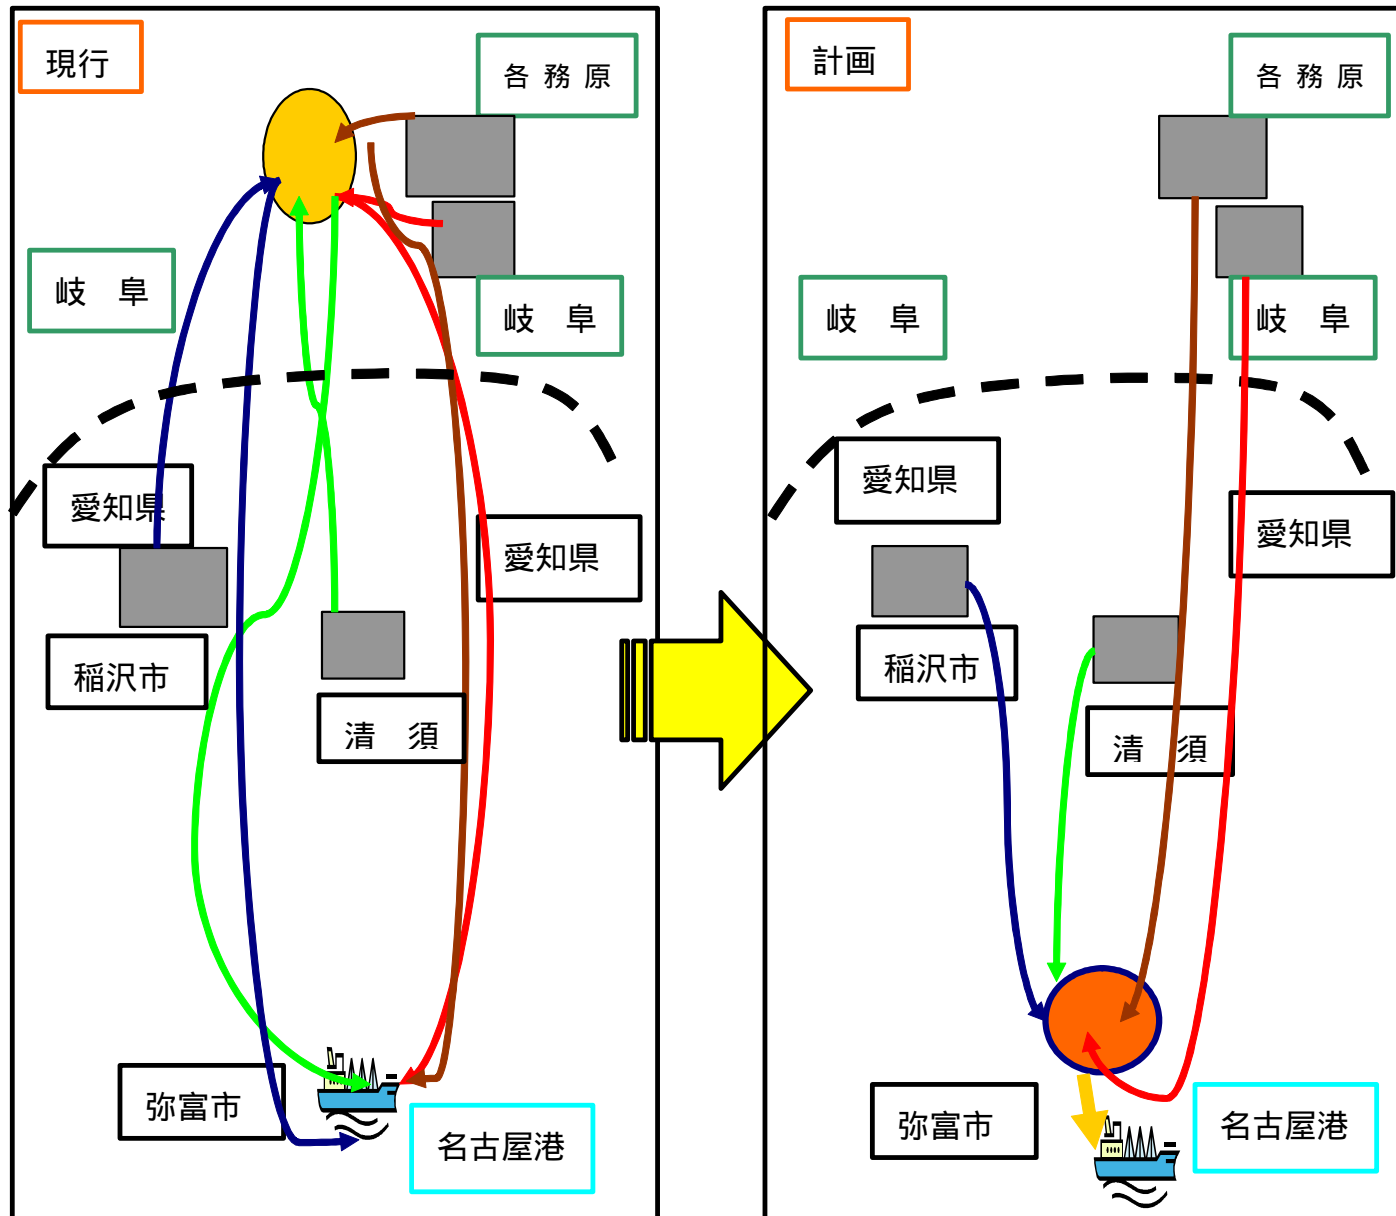 現行
各務原
岐　阜
岐　阜
愛知県
愛知県
稲沢市
清　須
弥富市
名古屋港
計画
各務原
岐　阜
岐　阜
愛知県
愛知県
稲沢市
清　須
弥富市
名古屋港